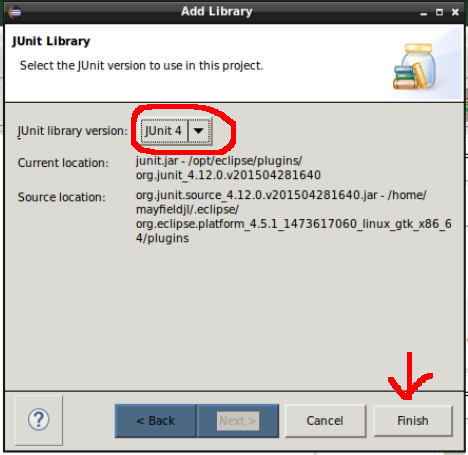 Add Library
JUnit Library
Select the JUnit version to use in this project.
JUnit library version: JUnit 4
Current location: junit.jar - /opt/eclipse/plugins/
org.junit_4.12.0.v201504281640
Source location: org.junit.source_4.12.0.v201504281640.jar - /home/
mayfieldjl/.eclipse/
org.eclipse.platform_4.5.1_1473617060_linux_gtk_x86_6
4/plugins
? < Back Next > Cancel Finish